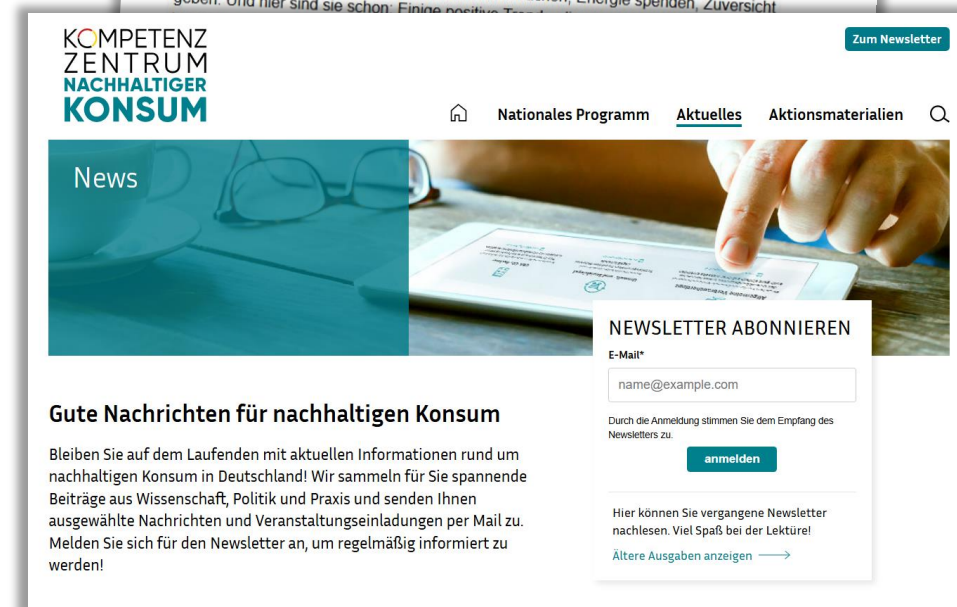 geben. Und hier sind sie schon: Einige positive
Energie spenden, Zuversicht
KOMPETENZ
ZENTRUM
NACHHALTIGER
KONSUM
Zum Newsletter
Nationales Programm
Aktuelles
Aktionsmaterialien
News
NEWSLETTER ABONNIEREN
E-Mail*
name@example.com
Durch die Anmeldung stimmen Sie dem Empfang des
Newsletters zu.
anmelden
Hier können Sie vergangene Newsletter
nachlesen. Viel Spaß bei der Lektüre!
Ältere Ausgaben anzeigen
Gute Nachrichten für nachhaltigen Konsum
Bleiben Sie auf dem Laufenden mit aktuellen Informationen rund um
nachhaltigen Konsum in Deutschland! Wir sammeln für Sie spannende
Beiträge aus Wissenschaft, Politik und Praxis und senden Ihnen
ausgewählte Nachrichten und Veranstaltungseinladungen per Mail zu.
Melden Sie sich für den Newsletter an, um regelmäßig informiert zu
werden!